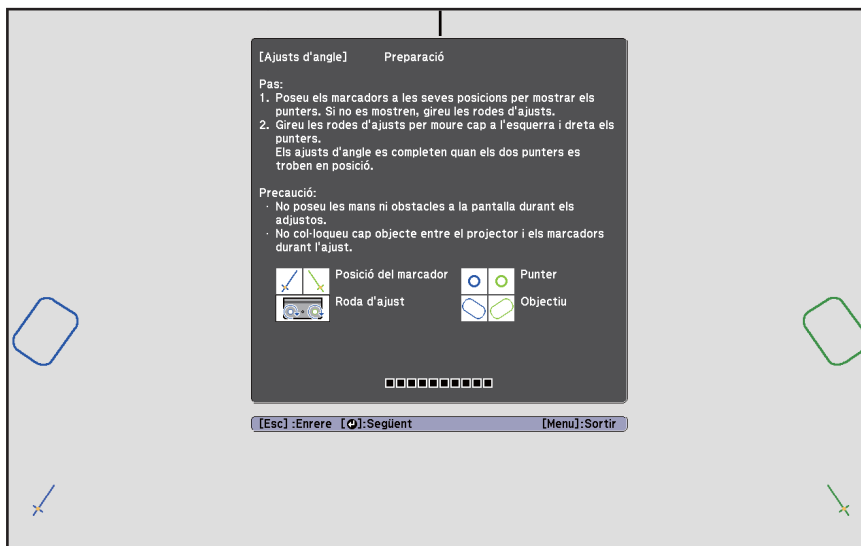 [Ajusts d'angle] Preparació
Pas:
1. Poseu els marcadors a les seves posicions per mostrar els
punters. Si no es mostren, gireu les rodes d'ajusts.
2. Gireu les rodes d'ajusts per moure cap a l'esquerra i dreta els
punters.
Els ajusts d'angle es completen quan els dos punters es
troben en posició.
Precaució:
· No poseu les mans ni obstacles a la pantalla durant els
adjustos.
· No col·loqueu cap objecte entre el projector i els marcadors
durant l'ajust.
Posició del marcador Punter
Roda d'ajust Objectiu
[Esc] :Enrere [↵]:Següent [Menu]:Sortir